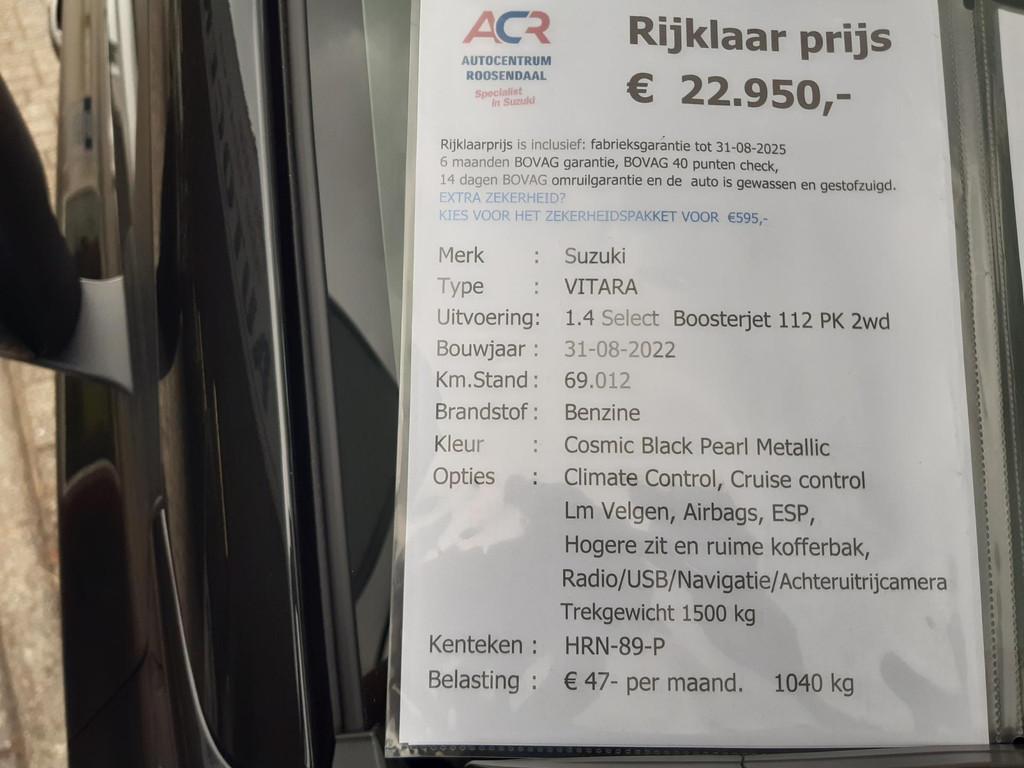 ACR
AUTOCENTRUM
ROOSENDAAL
Specialist
in Suzuki
Rijklaar prijs
€ 22.950,-
Rijklaarprijs is inclusief: fabrieksgarantie tot 31-08-2025
6 maanden BOVAG garantie, BOVAG 40 punten check,
14 dagen BOVAG omruilgarantie en de auto is gewassen en gestofzuigd.
EXTRA ZEKERHEID?
KIES VOOR HET ZEKERHEIDSPAKKET VOOR €595,-
Merk : Suzuki
Type : VITARA
Uitvoering: 1.4 Select Boosterjet 112 PK 2wd
Bouwjaar : 31-08-2022
Km.Stand : 69.012
Brandstof : Benzine
Kleur : Cosmic Black Pearl Metallic
Opties : Climate Control, Cruise control
Lm Velgen, Airbags, ESP,
Hogere zit en ruime kofferbak,
Radio/USB/Navigatie/Achteruitrijcamera
Trekgewicht 1500 kg
Kenteken : HRN-89-P
Belasting : € 47- per maand. 1040 kg